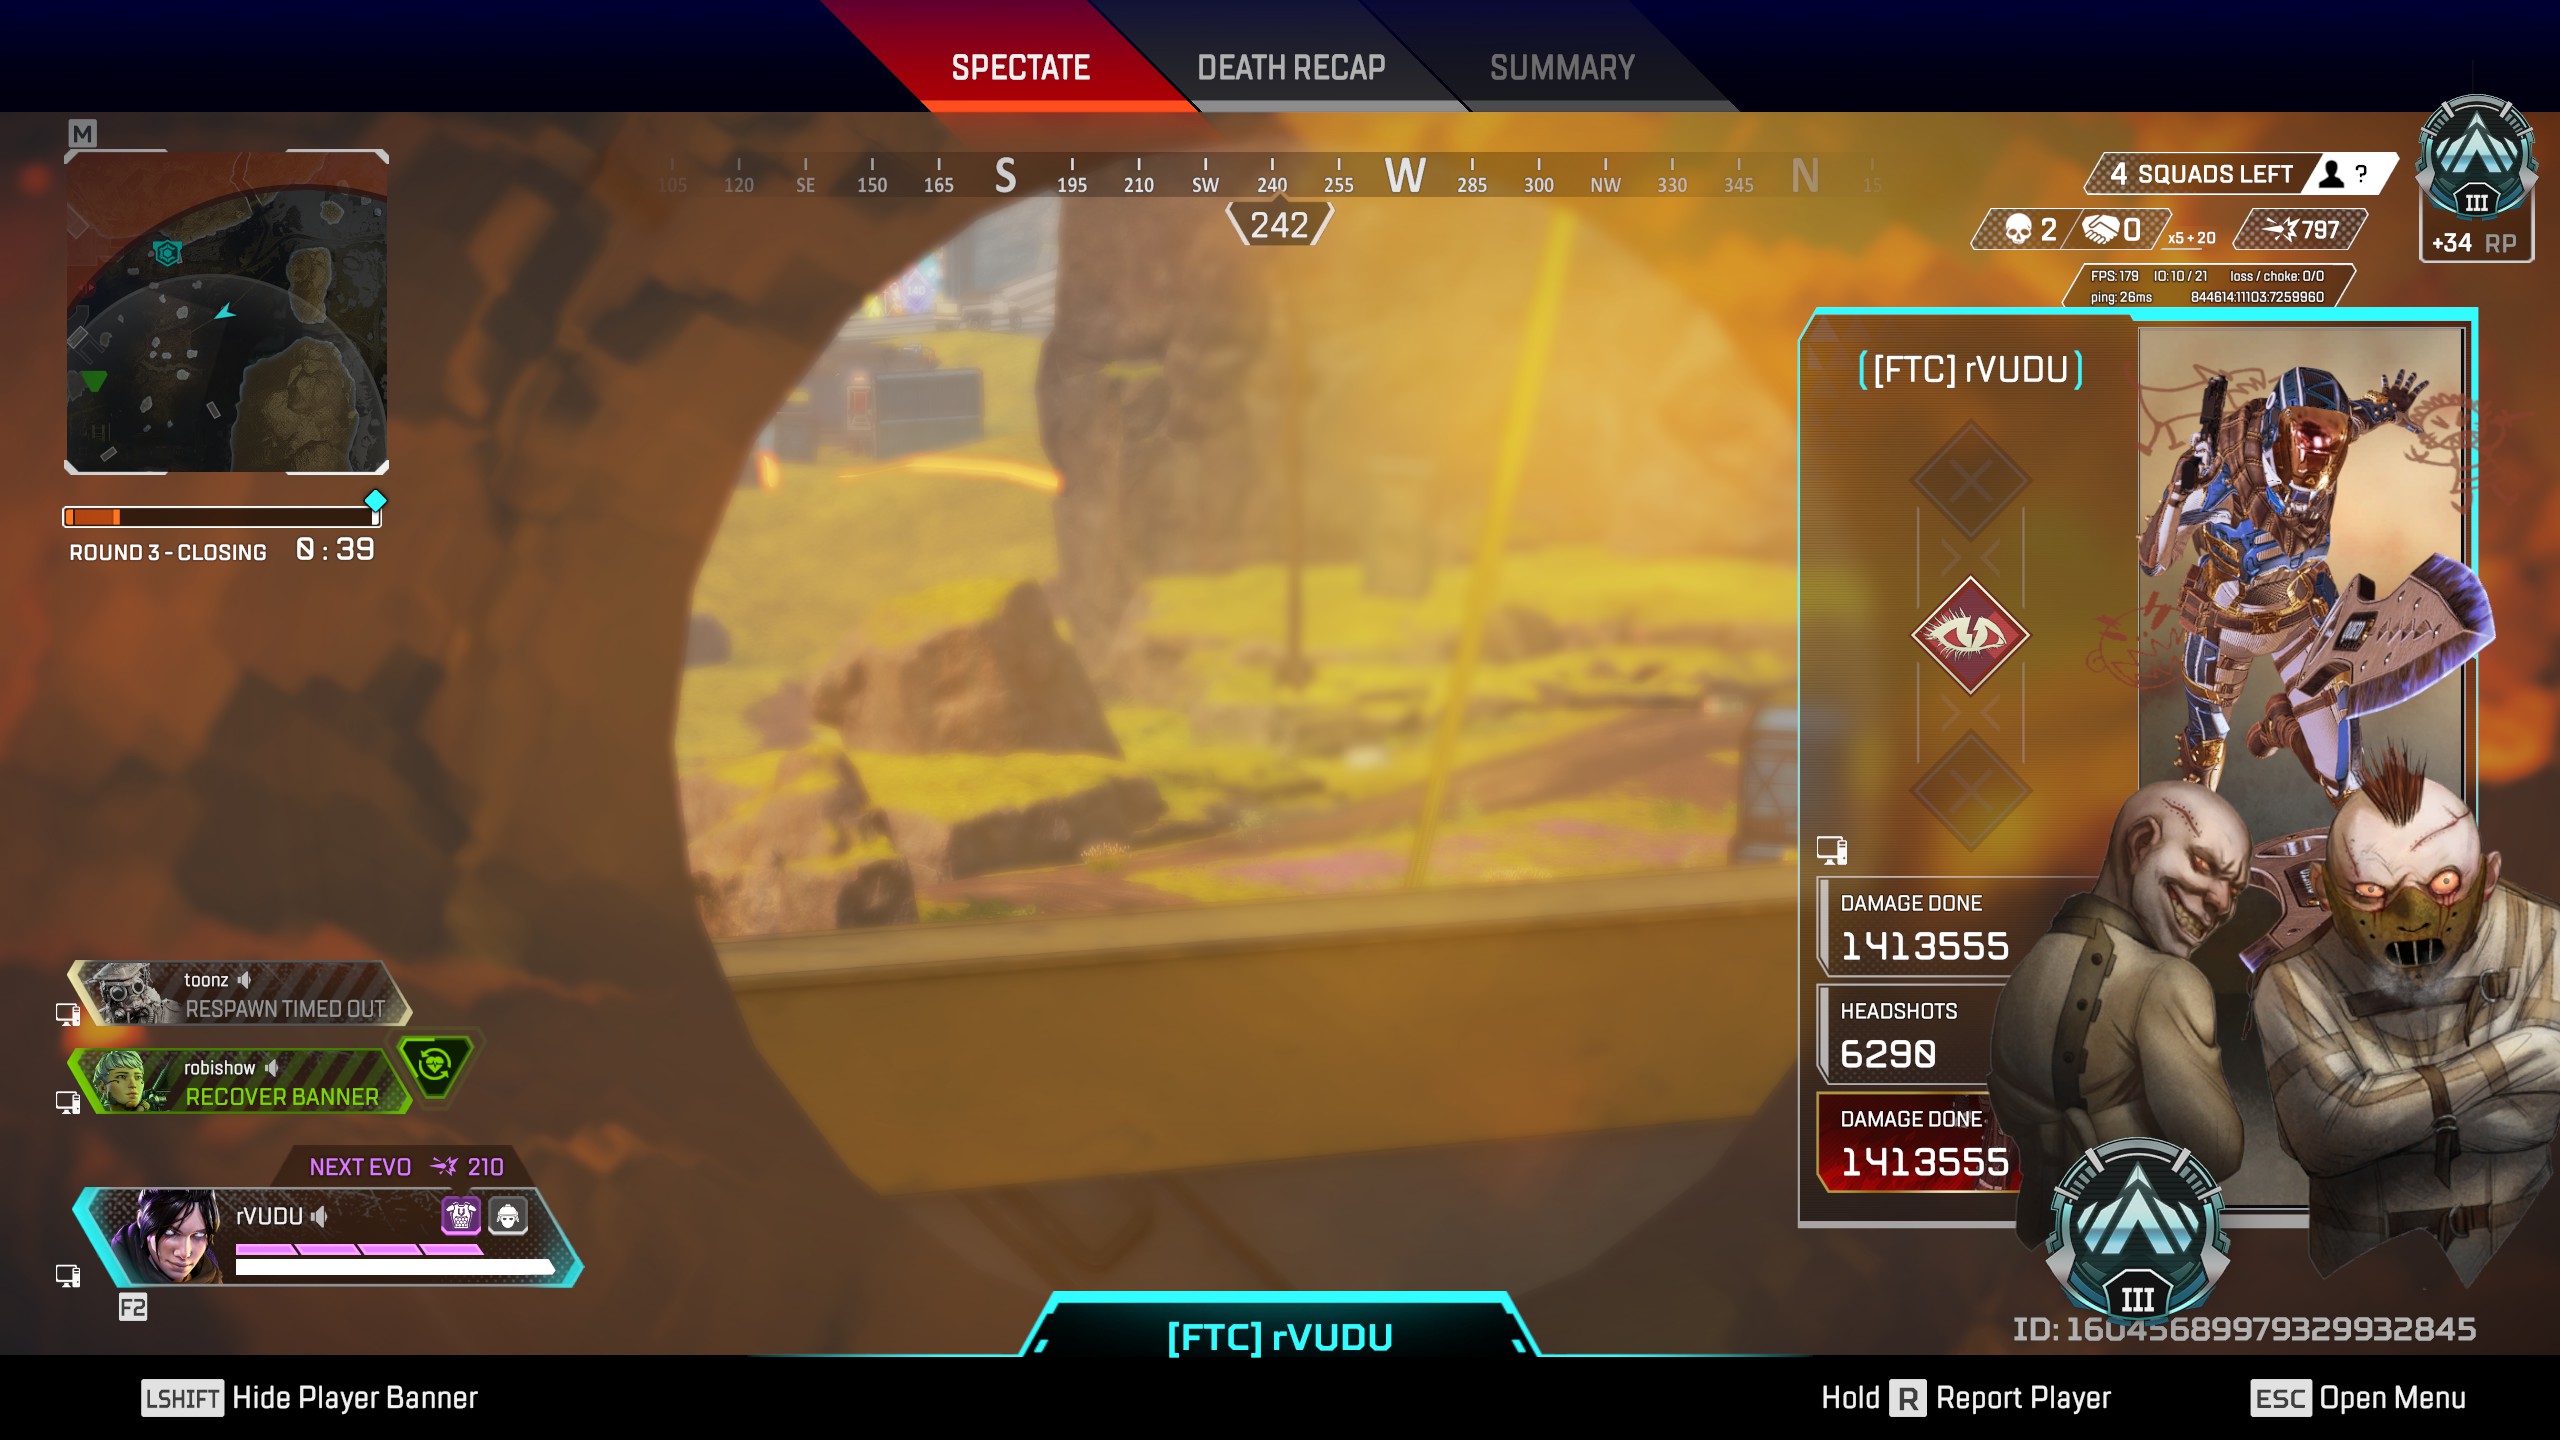 SPECTATE
DEATH RECAP
SUMMARY
M
105 120 SE 150 165 S 195 210 SW 240 255 W 285 300 NW 330 345 N 15
242
4 SQUADS LEFT ?
2 0 x5+20 797
III
+34 RP
FPS: 179 IO: 10 / 21 loss / choke: 0/0
ping: 26ms 844614:11103:7259960
ROUND 3 - CLOSING 0 : 39
([FTC] rVUDU)
DAMAGE DONE
1413555
HEADSHOTS
6290
DAMAGE DONE
1413555
III
ID: 16045689979329932845
toonz
RESPAWN TIMED OUT
robishow
RECOVER BANNER
NEXT EVO 210
rVUDU
F2
[FTC] rVUDU
LSHIFT Hide Player Banner
Hold R Report Player
ESC Open Menu